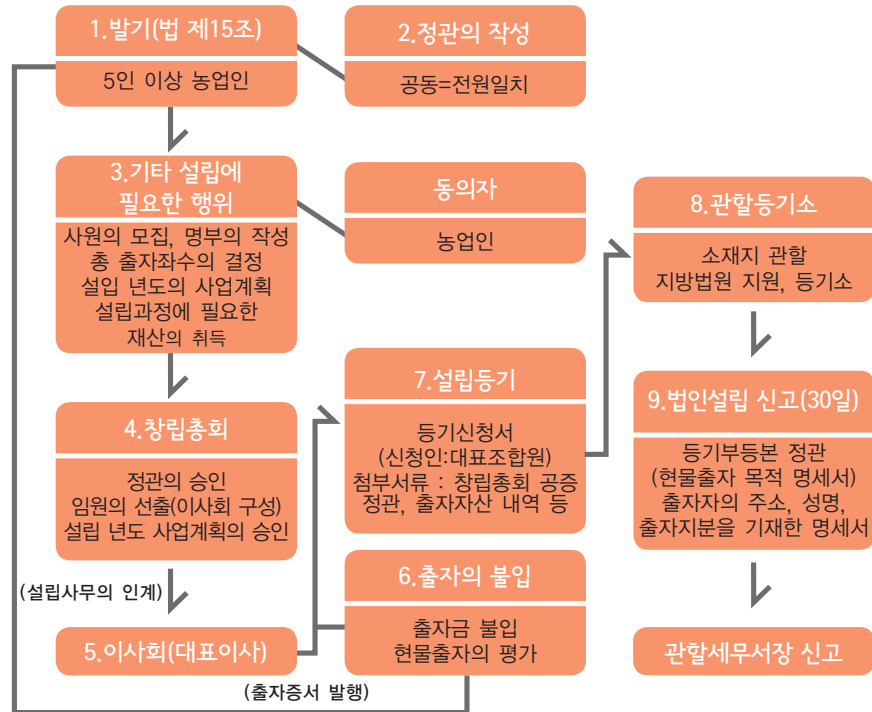 1.발기(법 제15조)
5인 이상 농업인
2.정관의 작성
공동=전원일치
3.기타 설립에
필요한 행위
사원의 모집, 명부의 작성
총 출자좌수의 결정
설입 년도의 사업계획
설립과정에 필요한
재산의 취득
동의자
농업인
4.창립총회
정관의 승인
임원의 선출(이사회 구성)
설립 년도 사업계획의 승인
(설립사무의 인계)
5.이사회(대표이사)
6.출자의 불입
출자금 불입
현물출자의 평가
(출자증서 발행)
7.설립등기
등기신청서
(신청인:대표조합원)
첨부서류 : 창립총회 공증
정관, 출자자산 내역 등
8.관할등기소
소재지 관할
지방법원 지원, 등기소
9.법인설립 신고(30일)
등기부등본 정관
(현물출자 목적 명세서)
출자자의 주소, 성명,
출자지분을 기재한 명세서
관할세무서장 신고